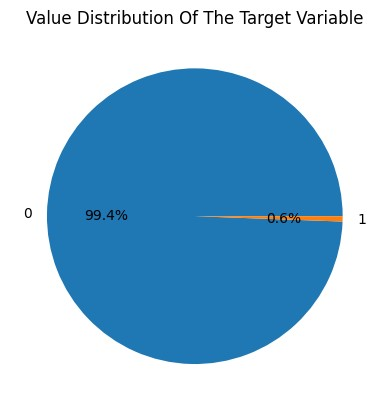 Value Distribution Of The Target Variable
0
99.4%
0.6%
1